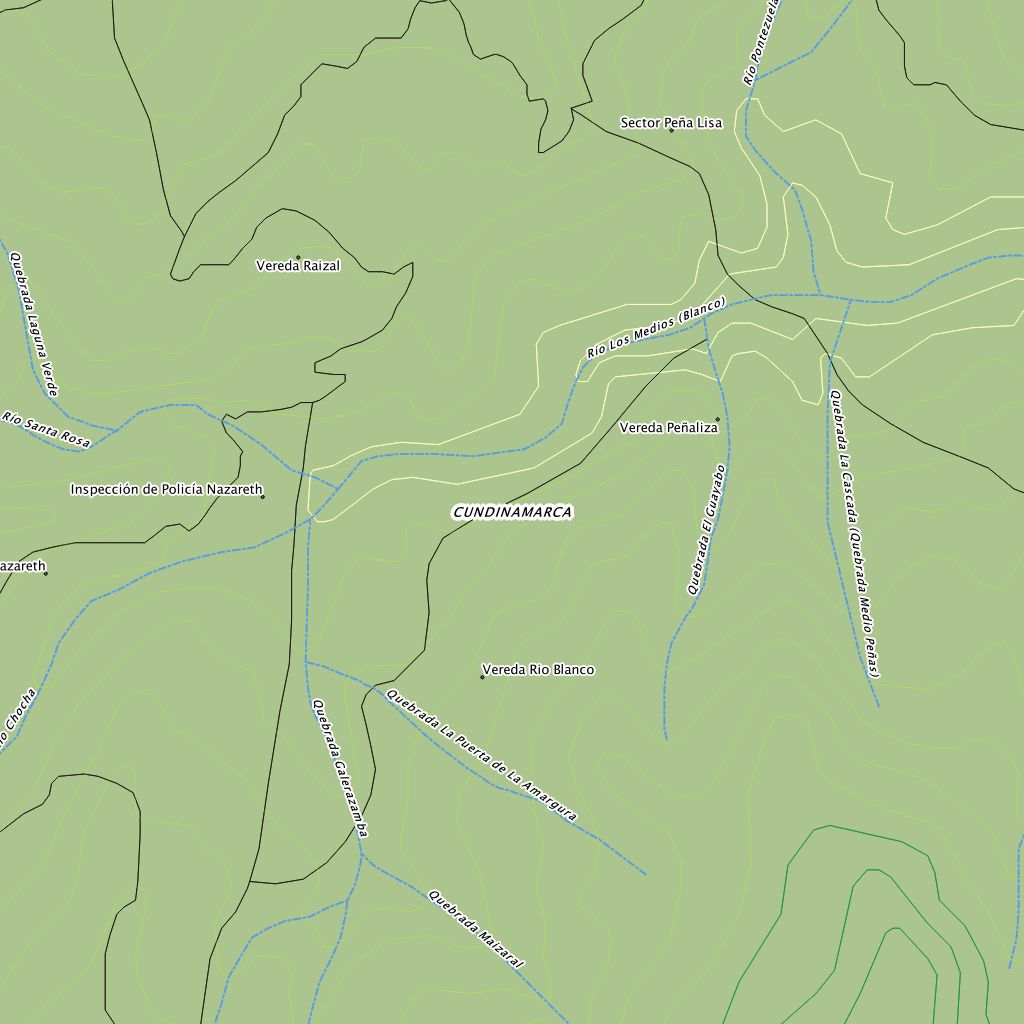 Río Pontezuela
Sector Peña Lisa
Vereda Raizal
Quebrada Laguna Verde
Río Los Medios (Blanco)
Río Santa Rosa
Vereda Peñaliza
Quebrada La Cascada (Quebrada Medio Peñas)
Inspección de Policía Nazareth
Quebrada El Guayabo
CUNDINAMARCA
azareth
Vereda Rio Blanco
Chocha
Quebrada La Puerta de La Amargura
Quebrada Galerazamba
Quebrada Maizaral